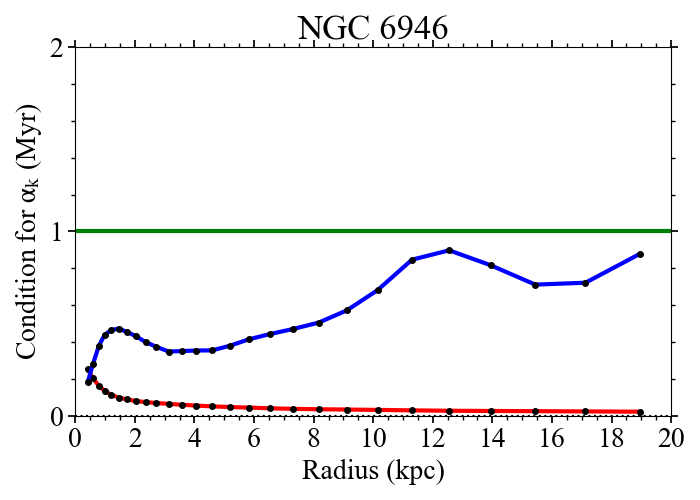 NGC 6946
Condition for αk (Myr)
2
1
0
0 2 4 6 8 10 12 14 16 18 20
Radius (kpc)